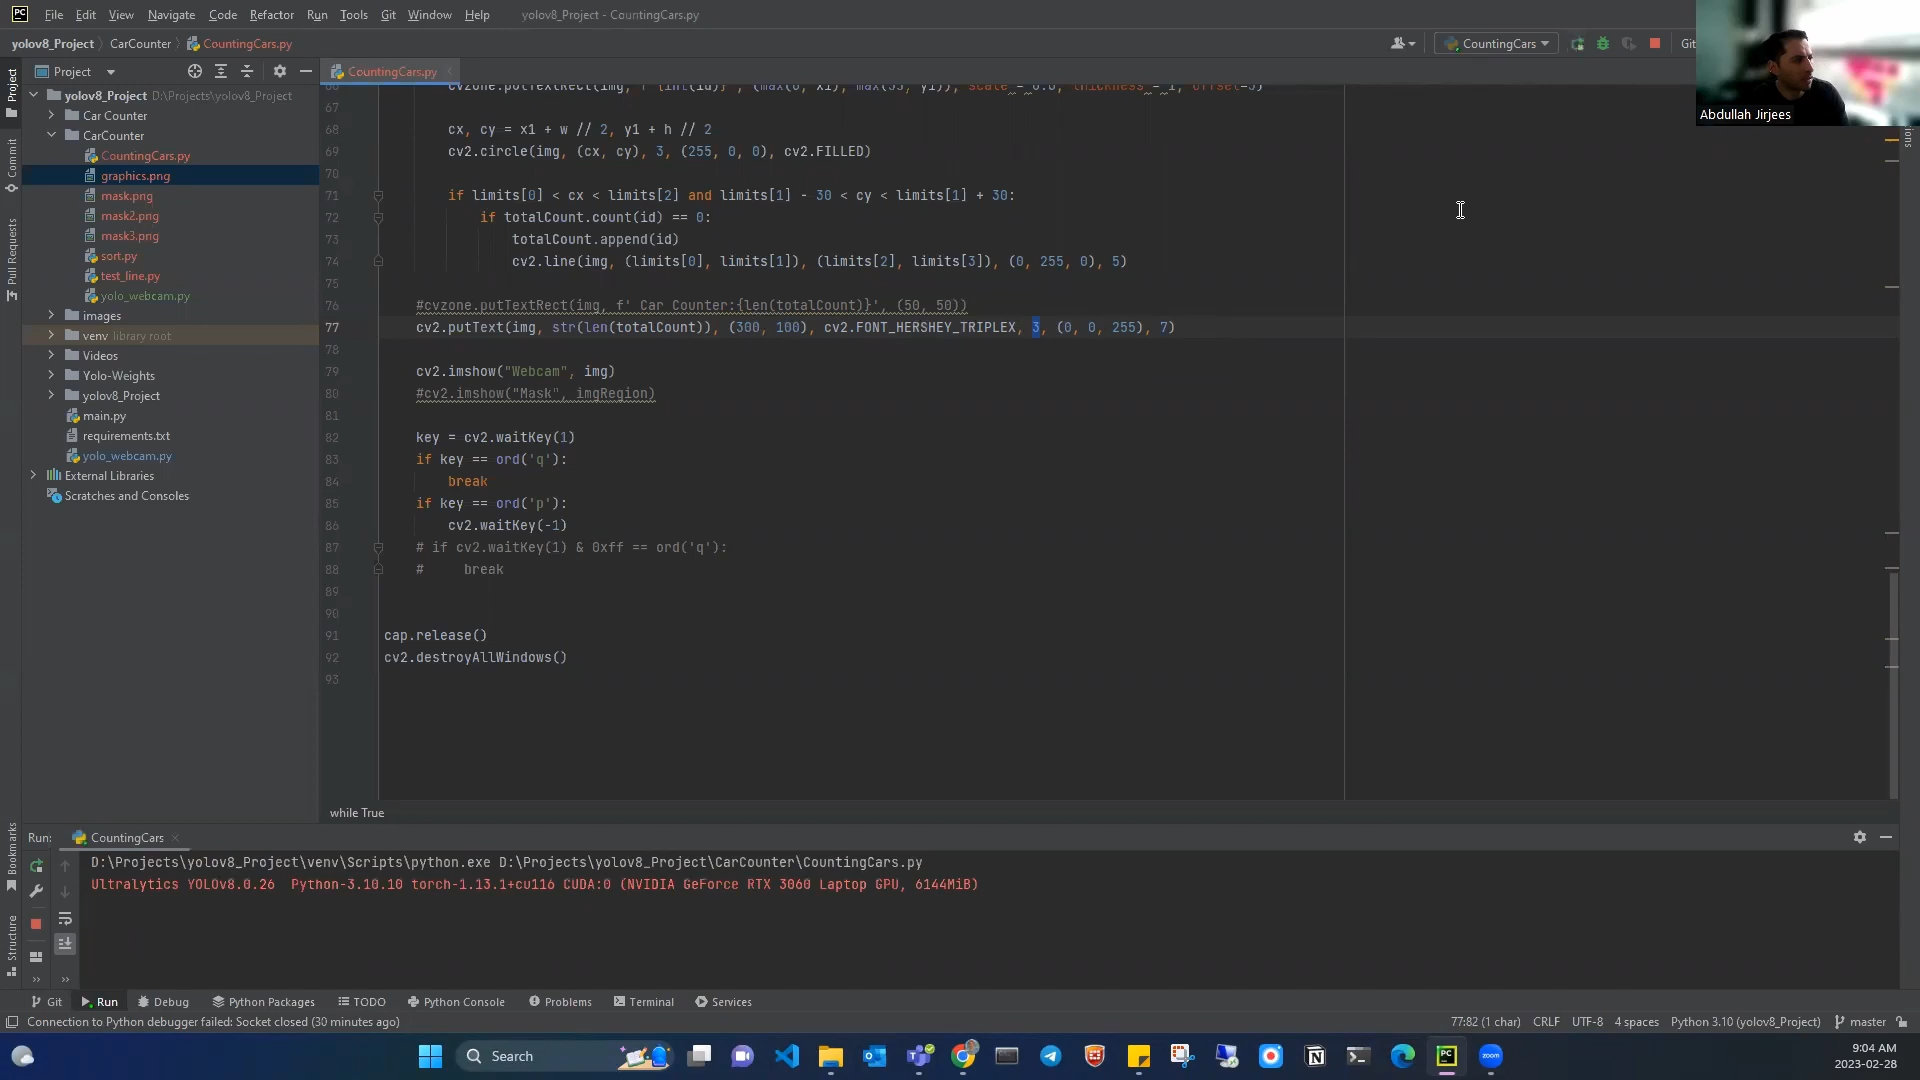 File Edit View Navigate Code Refactor Run Tools Git Window Help yolov8_Project - CountingCars.py
yolov8_Project CarCounter CountingCars.py CountingCars Git
Abdullah Jirjees
Project
Commit
Pull Requests
Bookmarks
Structure
Project
yolov8_Project D:\Projects\yolov8_Project
Car Counter
CarCounter
CountingCars.py
graphics.png
mask.png
mask2.png
mask3.png
sort.py
test_line.py
yolo_webcam.py
images
venv library root
Videos
Yolo-Weights
yolov8_Project
main.py
requirements.txt
yolo_webcam.py
External Libraries
Scratches and Consoles
CountingCars.py
67
68 cx, cy = x1 + w // 2, y1 + h // 2
69 cv2.circle(img, (cx, cy), 3, (255, 0, 0), cv2.FILLED)
70
71 if limits[0] < cx < limits[2] and limits[1] - 30 < cy < limits[1] + 30:
72 if totalCount.count(id) == 0:
73 totalCount.append(id)
74 cv2.line(img, (limits[0], limits[1]), (limits[2], limits[3]), (0, 255, 0), 5)
75
76 #cvzone.putTextRect(img, f' Car Counter:{len(totalCount)}', (50, 50))
77 cv2.putText(img, str(len(totalCount)), (300, 100), cv2.FONT_HERSHEY_TRIPLEX, 3, (0, 0, 255), 7)
78
79 cv2.imshow("Webcam", img)
80 #cv2.imshow("Mask", imgRegion)
81
82 key = cv2.waitKey(1)
83 if key == ord('q'):
84 break
85 if key == ord('p'):
86 cv2.waitKey(-1)
87 # if cv2.waitKey(1) & 0xff == ord('q'):
88 # break
89
90
91 cap.release()
92 cv2.destroyAllWindows()
93
while True
Run: CountingCars
D:\Projects\yolov8_Project\venv\Scripts\python.exe D:\Projects\yolov8_Project\CarCounter\CountingCars.py
Ultralytics YOLOv8.0.26 Python-3.10.10 torch-1.13.1+cu116 CUDA:0 (NVIDIA GeForce RTX 3060 Laptop GPU, 6144MiB)
Git Run Debug Python Packages TODO Python Console Problems Terminal Services
Connection to Python debugger failed: Socket closed (30 minutes ago) 77:82 (1 char) CRLF UTF-8 4 spaces Python 3.10 (yolov8_Project) master
Search
9:04 AM
2023-02-28